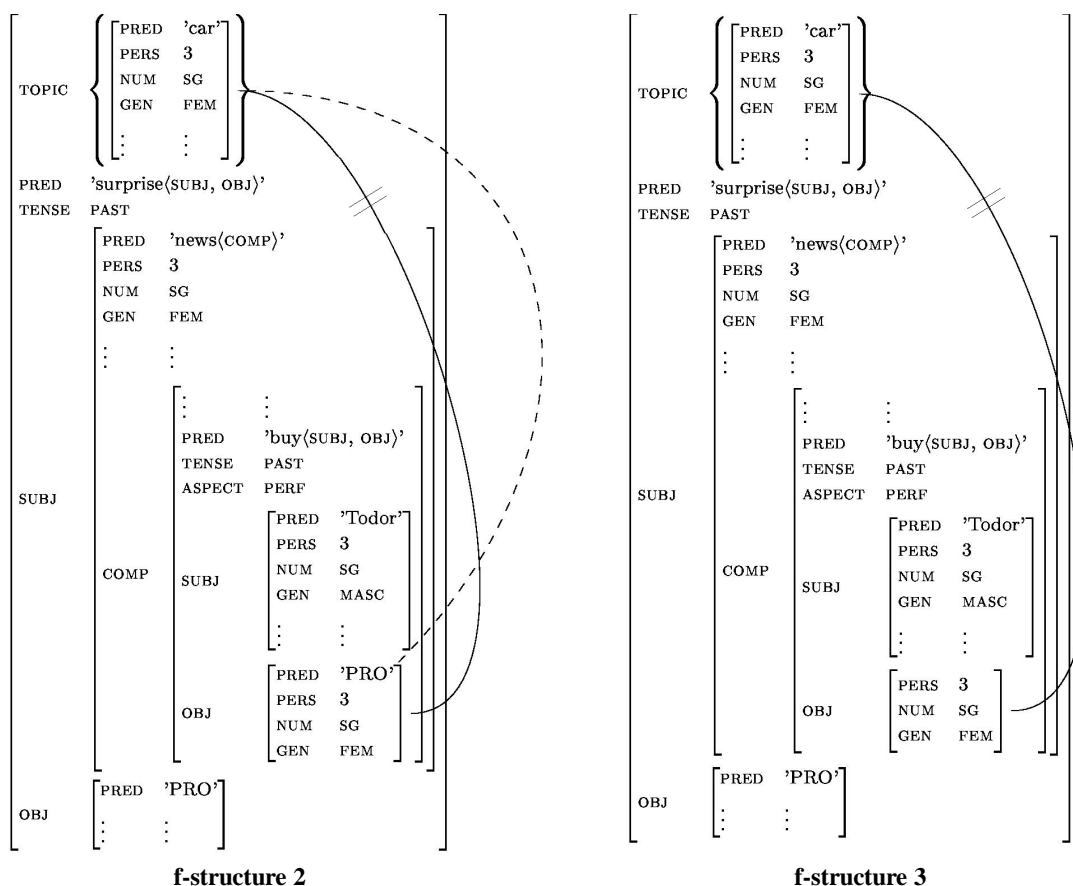 PRED 'car'
PERS 3
NUM SG
TOPIC
GEN FEM
⋮ ⋮
PRED 'surprise⟨SUBJ, OBJ⟩'
TENSE PAST
PRED 'news⟨COMP⟩'
PERS 3
NUM SG
GEN FEM
⋮ ⋮
⋮ ⋮
PRED 'buy⟨SUBJ, OBJ⟩'
TENSE PAST
ASPECT PERF
SUBJ
PRED 'Todor'
PERS 3
COMP
SUBJ
NUM SG
GEN MASC
⋮ ⋮
PRED 'PRO'
PERS 3
OBJ
NUM SG
GEN FEM
OBJ
PRED 'PRO'
⋮ ⋮
f-structure 2
PRED 'car'
PERS 3
NUM SG
TOPIC
GEN FEM
⋮ ⋮
PRED 'surprise⟨SUBJ, OBJ⟩'
TENSE PAST
PRED 'news⟨COMP⟩'
PERS 3
NUM SG
GEN FEM
⋮ ⋮
⋮ ⋮
PRED 'buy⟨SUBJ, OBJ⟩'
TENSE PAST
ASPECT PERF
SUBJ
PRED 'Todor'
PERS 3
COMP
SUBJ
NUM SG
GEN MASC
⋮ ⋮
PERS 3
OBJ
NUM SG
GEN FEM
OBJ
PRED 'PRO'
⋮ ⋮
f-structure 3